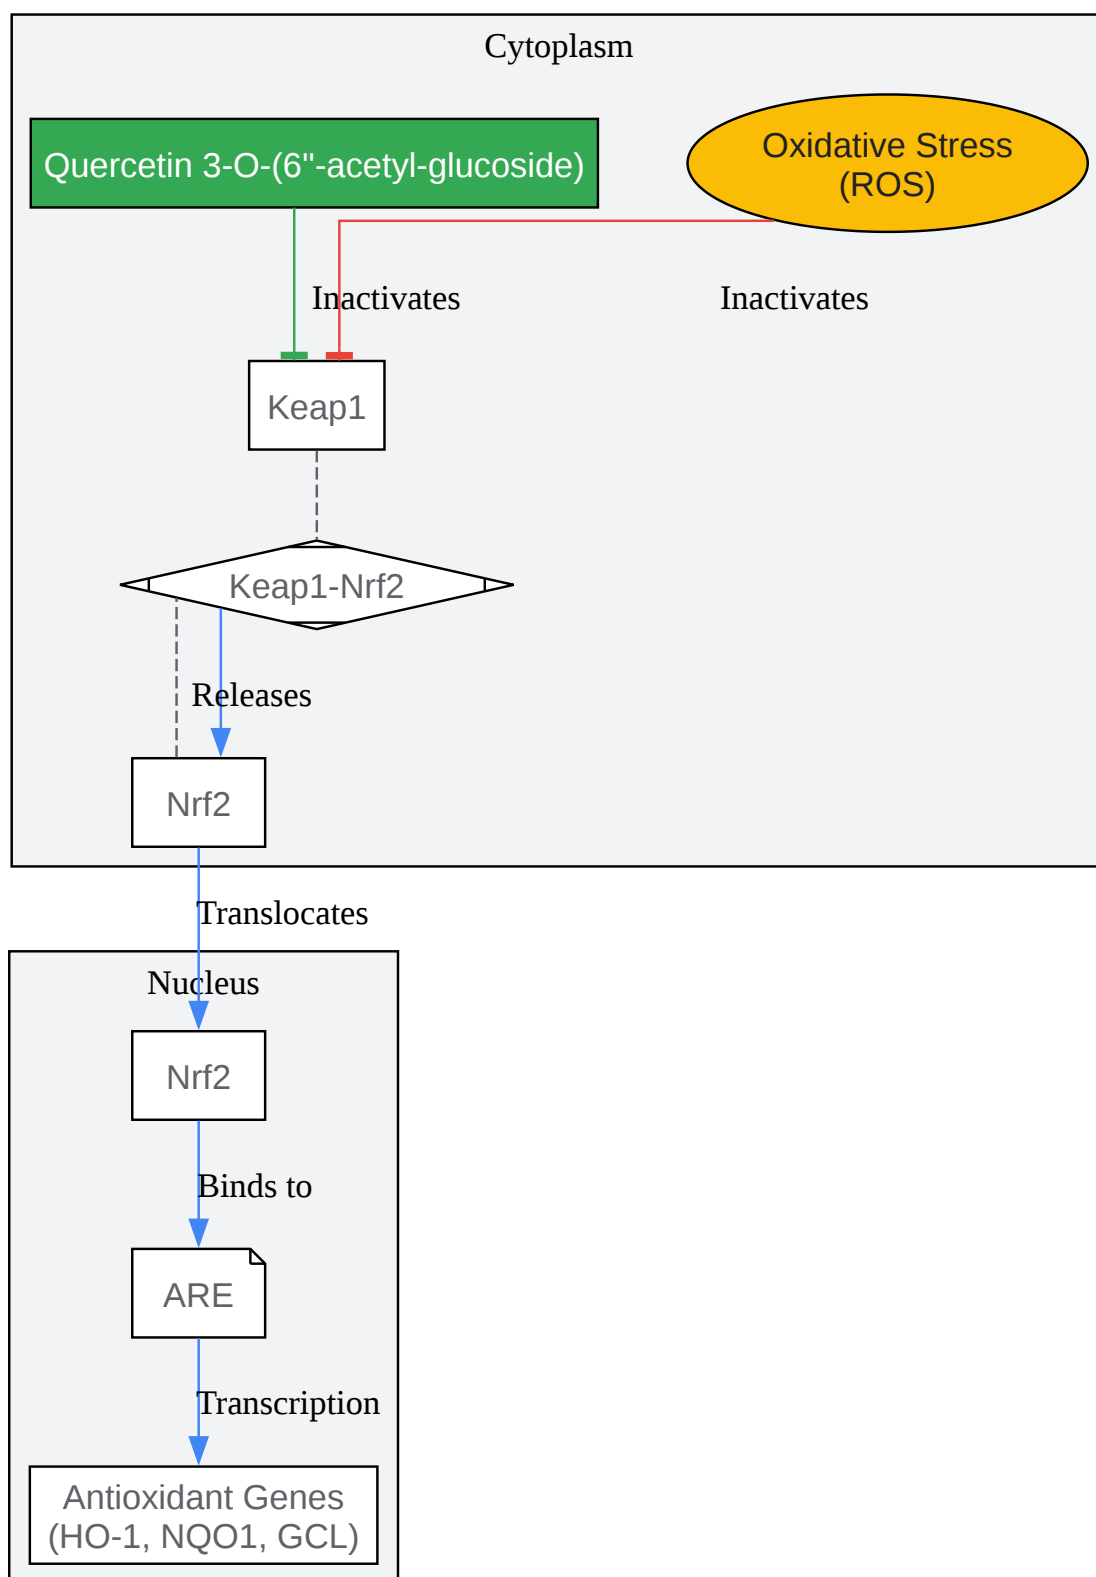 Cytoplasm
Quercetin 3-O-(6"-acetyl-glucoside)
Oxidative Stress
(ROS)
Inactivates
Inactivates
Keap1
Keap1-Nrf2
Releases
Nrf2
Translocates
Nucleus
Nrf2
Binds to
ARE
Transcription
Antioxidant Genes
(HO-1, NQO1, GCL)